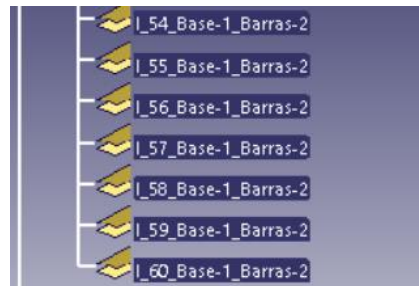 I_54_Base-1_Barras-2
I_55_Base-1_Barras-2
I_56_Base-1_Barras-2
I_57_Base-1_Barras-2
I_58_Base-1_Barras-2
I_59_Base-1_Barras-2
I_60_Base-1_Barras-2